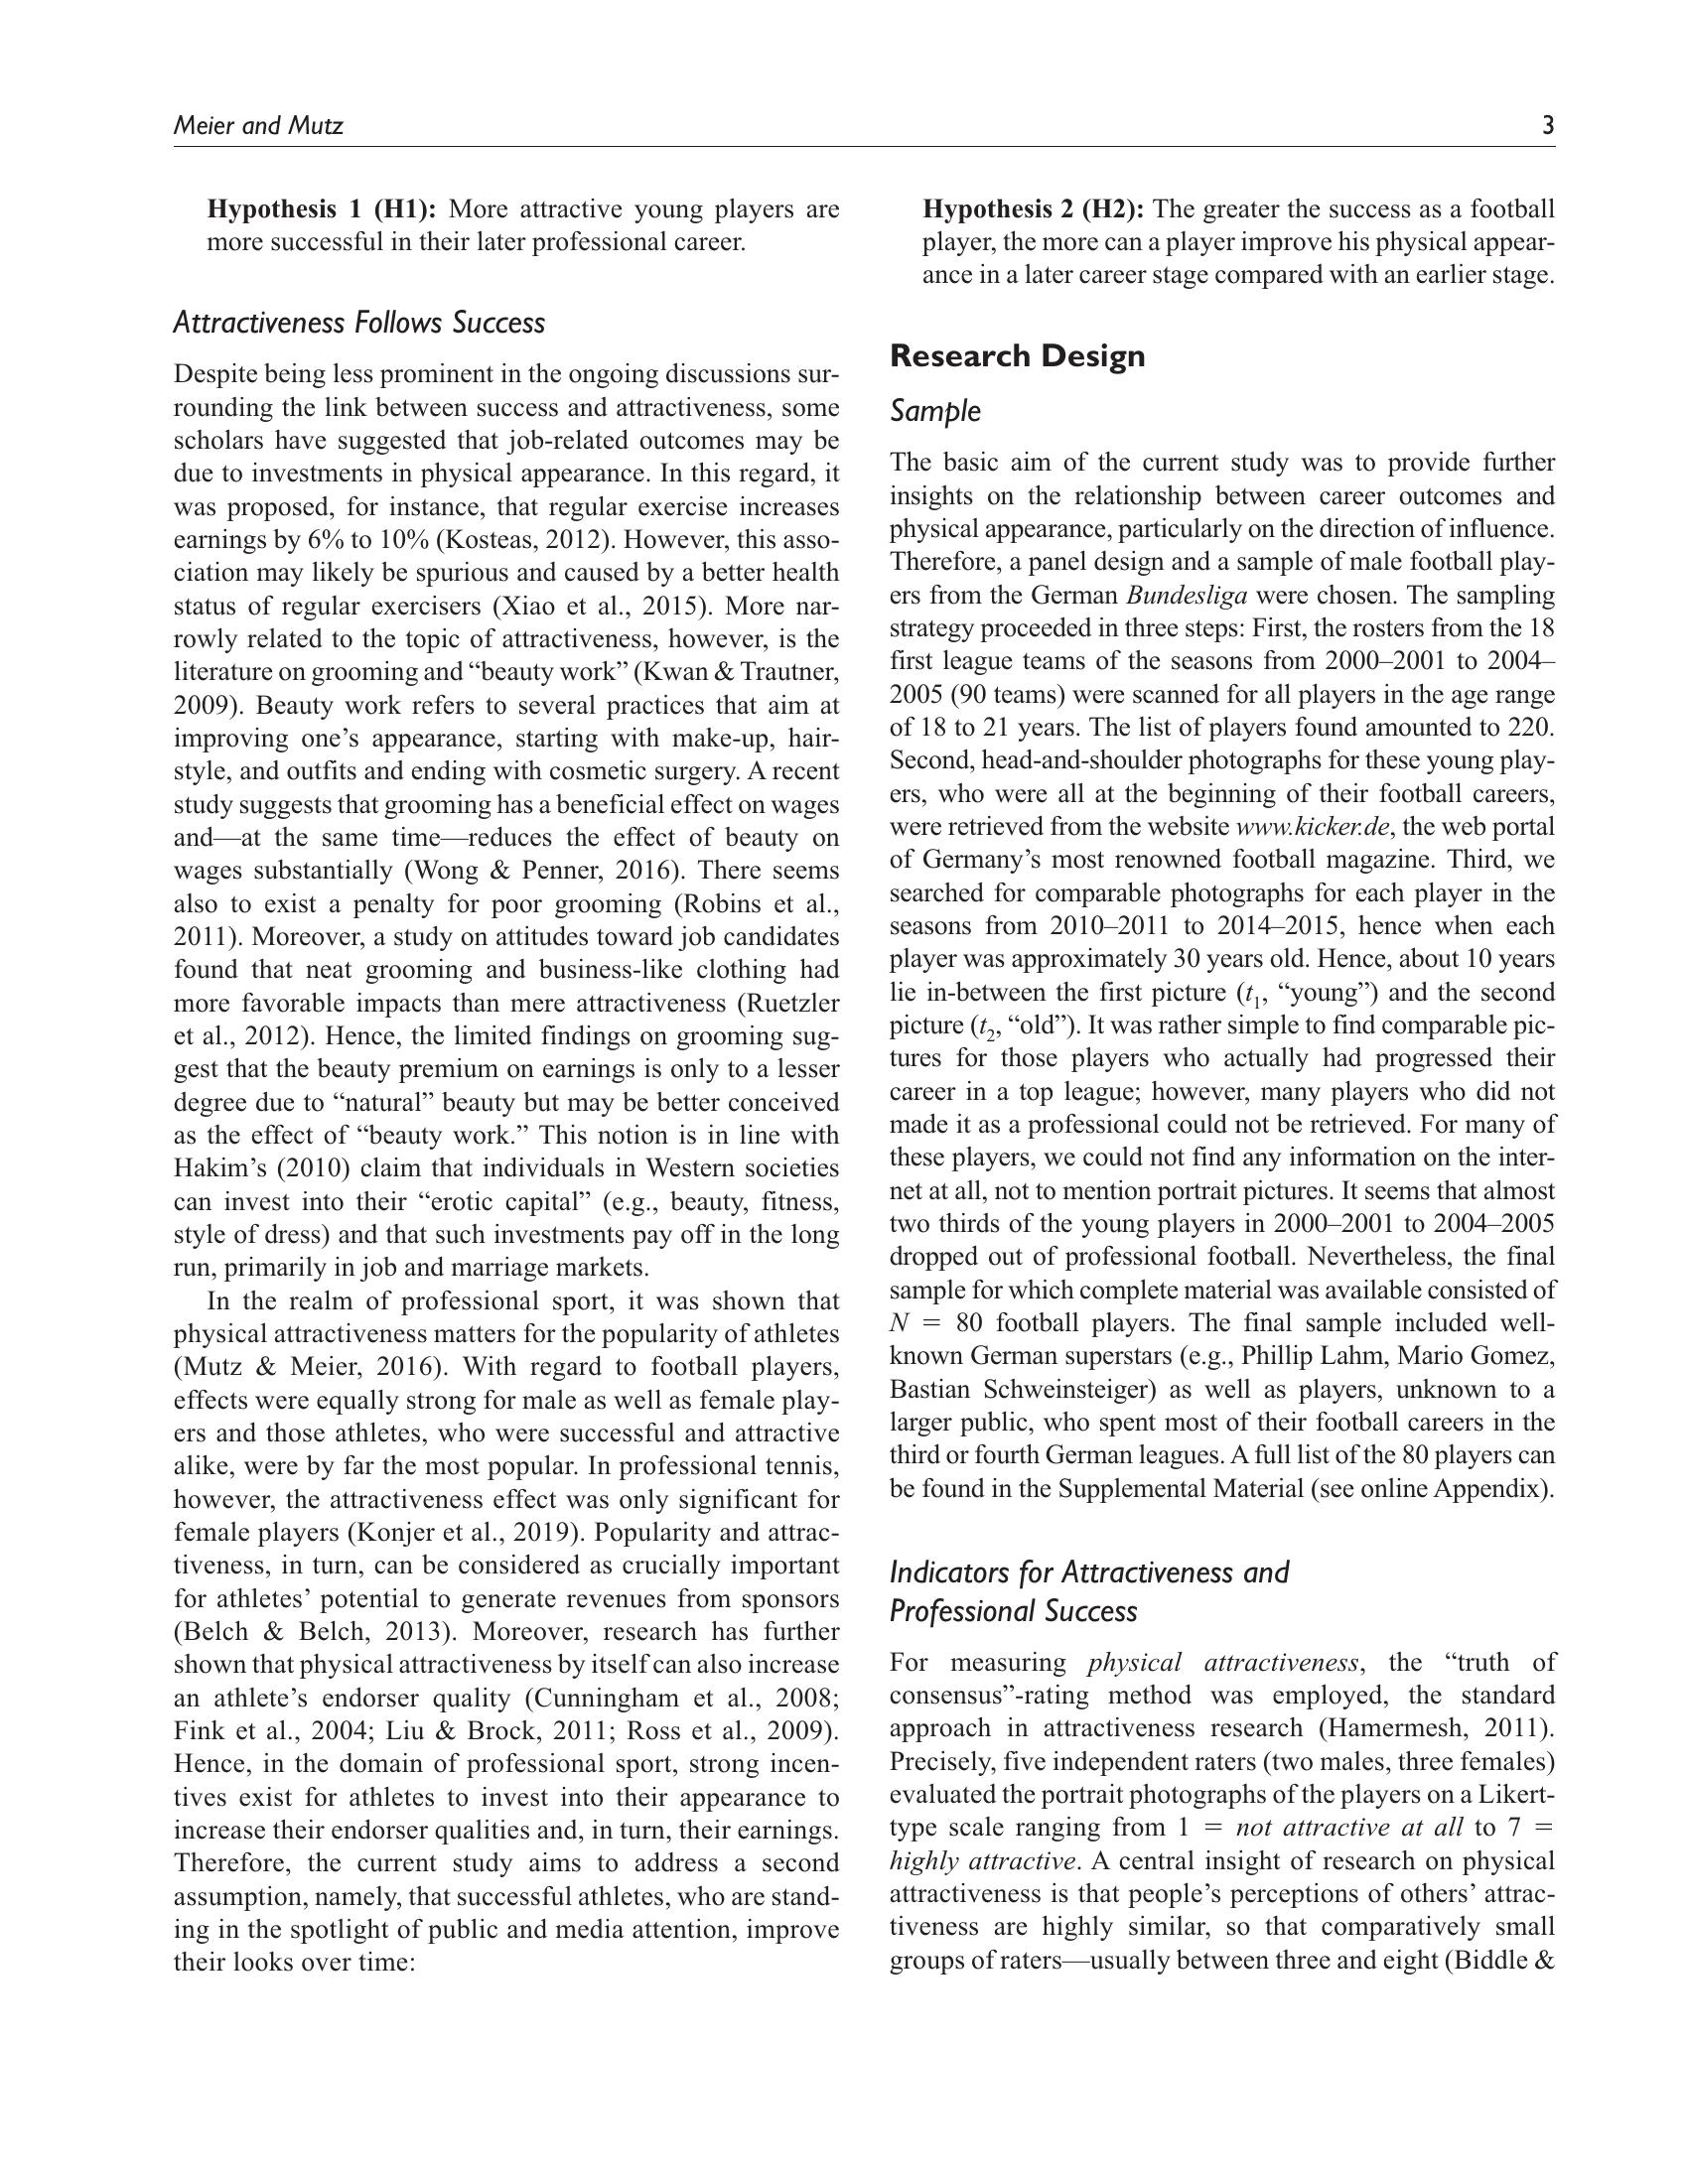 Meier and Mutz
3
Hypothesis 1 (H1): More attractive young players are
more successful in their later professional career.
Attractiveness Follows Success
Despite being less prominent in the ongoing discussions sur-
rounding the link between success and attractiveness, some
scholars have suggested that job-related outcomes may be
due to investments in physical appearance. In this regard, it
was proposed, for instance, that regular exercise increases
earnings by 6% to 10% (Kosteas, 2012). However, this asso-
ciation may likely be spurious and caused by a better health
status of regular exercisers (Xiao et al., 2015). More nar-
rowly related to the topic of attractiveness, however, is the
literature on grooming and “beauty work” (Kwan & Trautner,
2009). Beauty work refers to several practices that aim at
improving one’s appearance, starting with make-up, hair-
style, and outfits and ending with cosmetic surgery. A recent
study suggests that grooming has a beneficial effect on wages
and—at the same time—reduces the effect of beauty on
wages substantially (Wong & Penner, 2016). There seems
also to exist a penalty for poor grooming (Robins et al.,
2011). Moreover, a study on attitudes toward job candidates
found that neat grooming and business-like clothing had
more favorable impacts than mere attractiveness (Ruetzler
et al., 2012). Hence, the limited findings on grooming sug-
gest that the beauty premium on earnings is only to a lesser
degree due to “natural” beauty but may be better conceived
as the effect of “beauty work.” This notion is in line with
Hakim’s (2010) claim that individuals in Western societies
can invest into their “erotic capital” (e.g., beauty, fitness,
style of dress) and that such investments pay off in the long
run, primarily in job and marriage markets.
In the realm of professional sport, it was shown that
physical attractiveness matters for the popularity of athletes
(Mutz & Meier, 2016). With regard to football players,
effects were equally strong for male as well as female play-
ers and those athletes, who were successful and attractive
alike, were by far the most popular. In professional tennis,
however, the attractiveness effect was only significant for
female players (Konjer et al., 2019). Popularity and attrac-
tiveness, in turn, can be considered as crucially important
for athletes’ potential to generate revenues from sponsors
(Belch & Belch, 2013). Moreover, research has further
shown that physical attractiveness by itself can also increase
an athlete’s endorser quality (Cunningham et al., 2008;
Fink et al., 2004; Liu & Brock, 2011; Ross et al., 2009).
Hence, in the domain of professional sport, strong incen-
tives exist for athletes to invest into their appearance to
increase their endorser qualities and, in turn, their earnings.
Therefore, the current study aims to address a second
assumption, namely, that successful athletes, who are stand-
ing in the spotlight of public and media attention, improve
their looks over time:
Hypothesis 2 (H2): The greater the success as a football
player, the more can a player improve his physical appear-
ance in a later career stage compared with an earlier stage.
Research Design
Sample
The basic aim of the current study was to provide further
insights on the relationship between career outcomes and
physical appearance, particularly on the direction of influence.
Therefore, a panel design and a sample of male football play-
ers from the German Bundesliga were chosen. The sampling
strategy proceeded in three steps: First, the rosters from the 18
first league teams of the seasons from 2000–2001 to 2004–
2005 (90 teams) were scanned for all players in the age range
of 18 to 21 years. The list of players found amounted to 220.
Second, head-and-shoulder photographs for these young play-
ers, who were all at the beginning of their football careers,
were retrieved from the website www.kicker.de, the web portal
of Germany’s most renowned football magazine. Third, we
searched for comparable photographs for each player in the
seasons from 2010–2011 to 2014–2015, hence when each
player was approximately 30 years old. Hence, about 10 years
lie in-between the first picture (t1, “young”) and the second
picture (t2, “old”). It was rather simple to find comparable pic-
tures for those players who actually had progressed their
career in a top league; however, many players who did not
made it as a professional could not be retrieved. For many of
these players, we could not find any information on the inter-
net at all, not to mention portrait pictures. It seems that almost
two thirds of the young players in 2000–2001 to 2004–2005
dropped out of professional football. Nevertheless, the final
sample for which complete material was available consisted of
N = 80 football players. The final sample included well-
known German superstars (e.g., Phillip Lahm, Mario Gomez,
Bastian Schweinsteiger) as well as players, unknown to a
larger public, who spent most of their football careers in the
third or fourth German leagues. A full list of the 80 players can
be found in the Supplemental Material (see online Appendix).
Indicators for Attractiveness and
Professional Success
For measuring physical attractiveness, the “truth of
consensus”-rating method was employed, the standard
approach in attractiveness research (Hamermesh, 2011).
Precisely, five independent raters (two males, three females)
evaluated the portrait photographs of the players on a Likert-
type scale ranging from 1 = not attractive at all to 7 =
highly attractive. A central insight of research on physical
attractiveness is that people’s perceptions of others’ attrac-
tiveness are highly similar, so that comparatively small
groups of raters—usually between three and eight (Biddle &